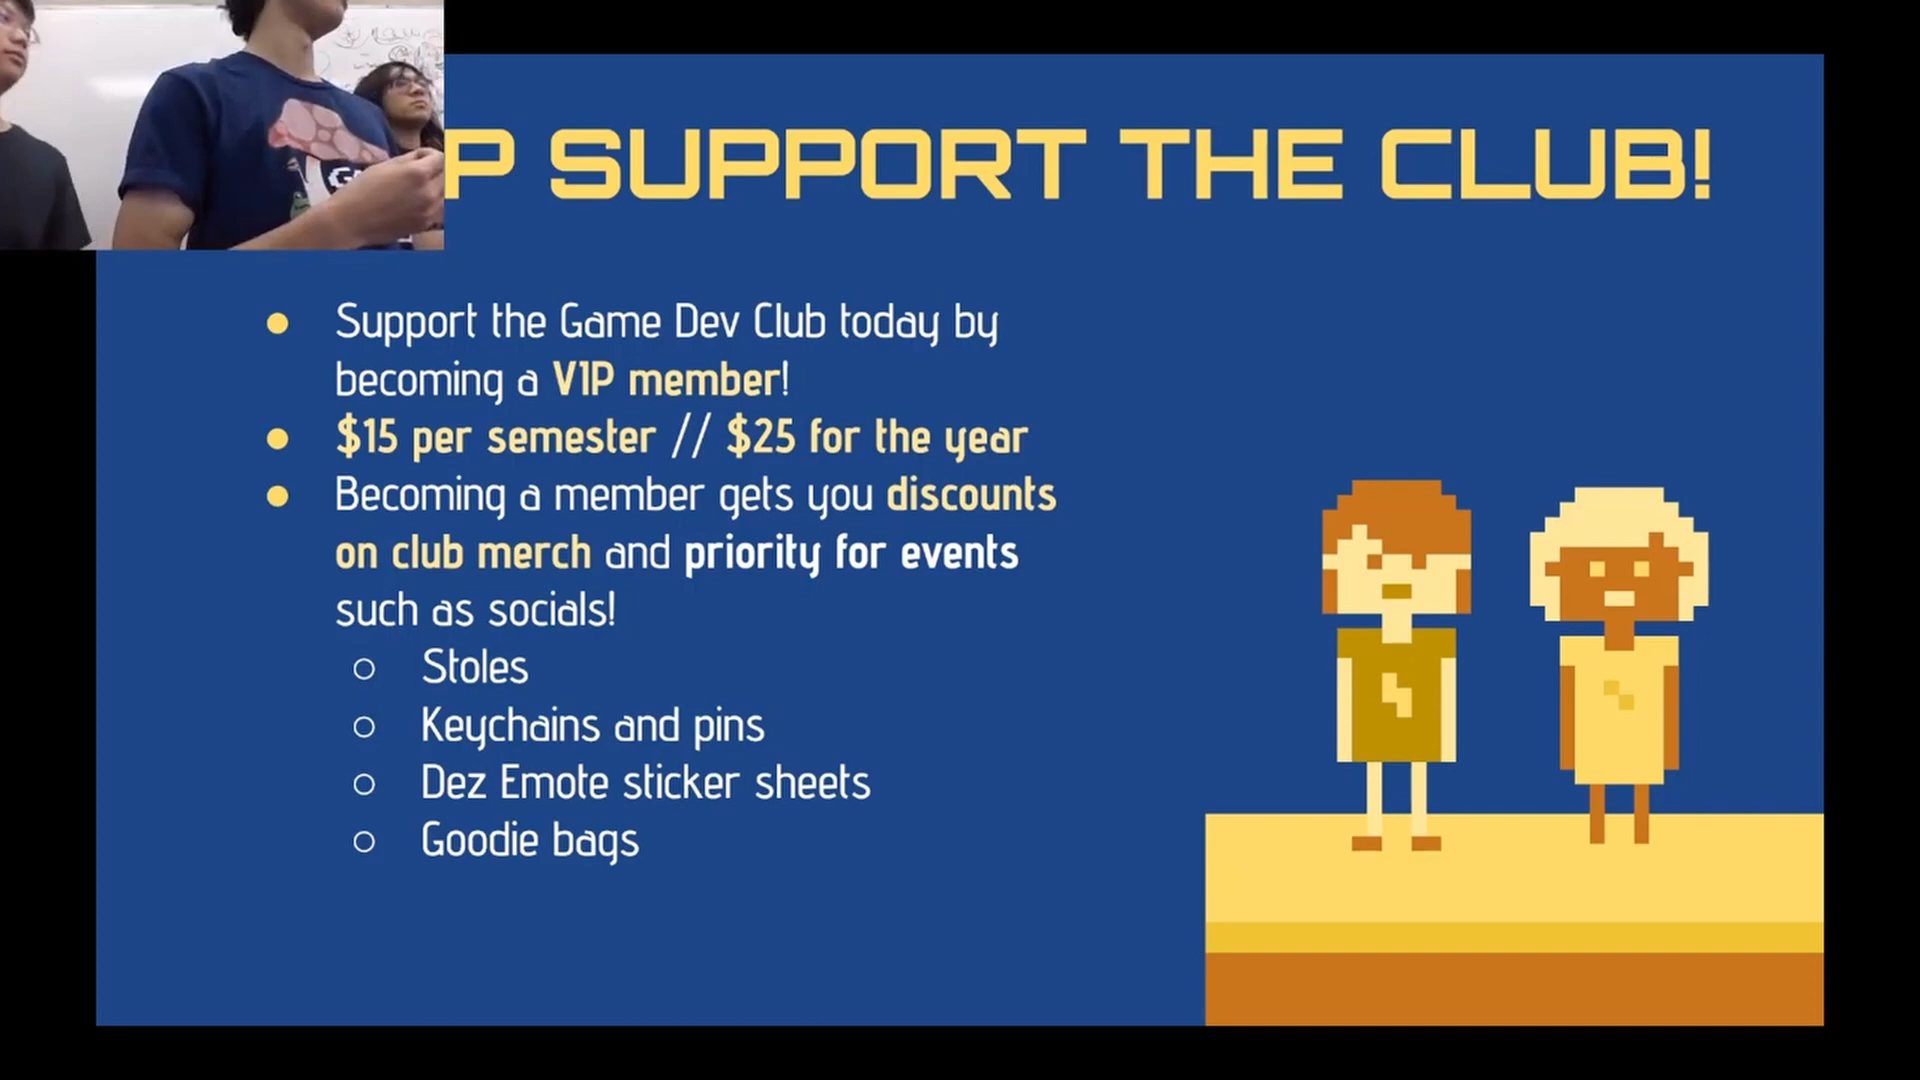 P SUPPORT THE CLUB!
Support the Game Dev Club today by
becoming a VIP member!
$15 per semester // $25 for the year
Becoming a member gets you discounts
on club merch and priority for events
such as socials!
Stoles
Keychains and pins
Dez Emote sticker sheets
Goodie bags